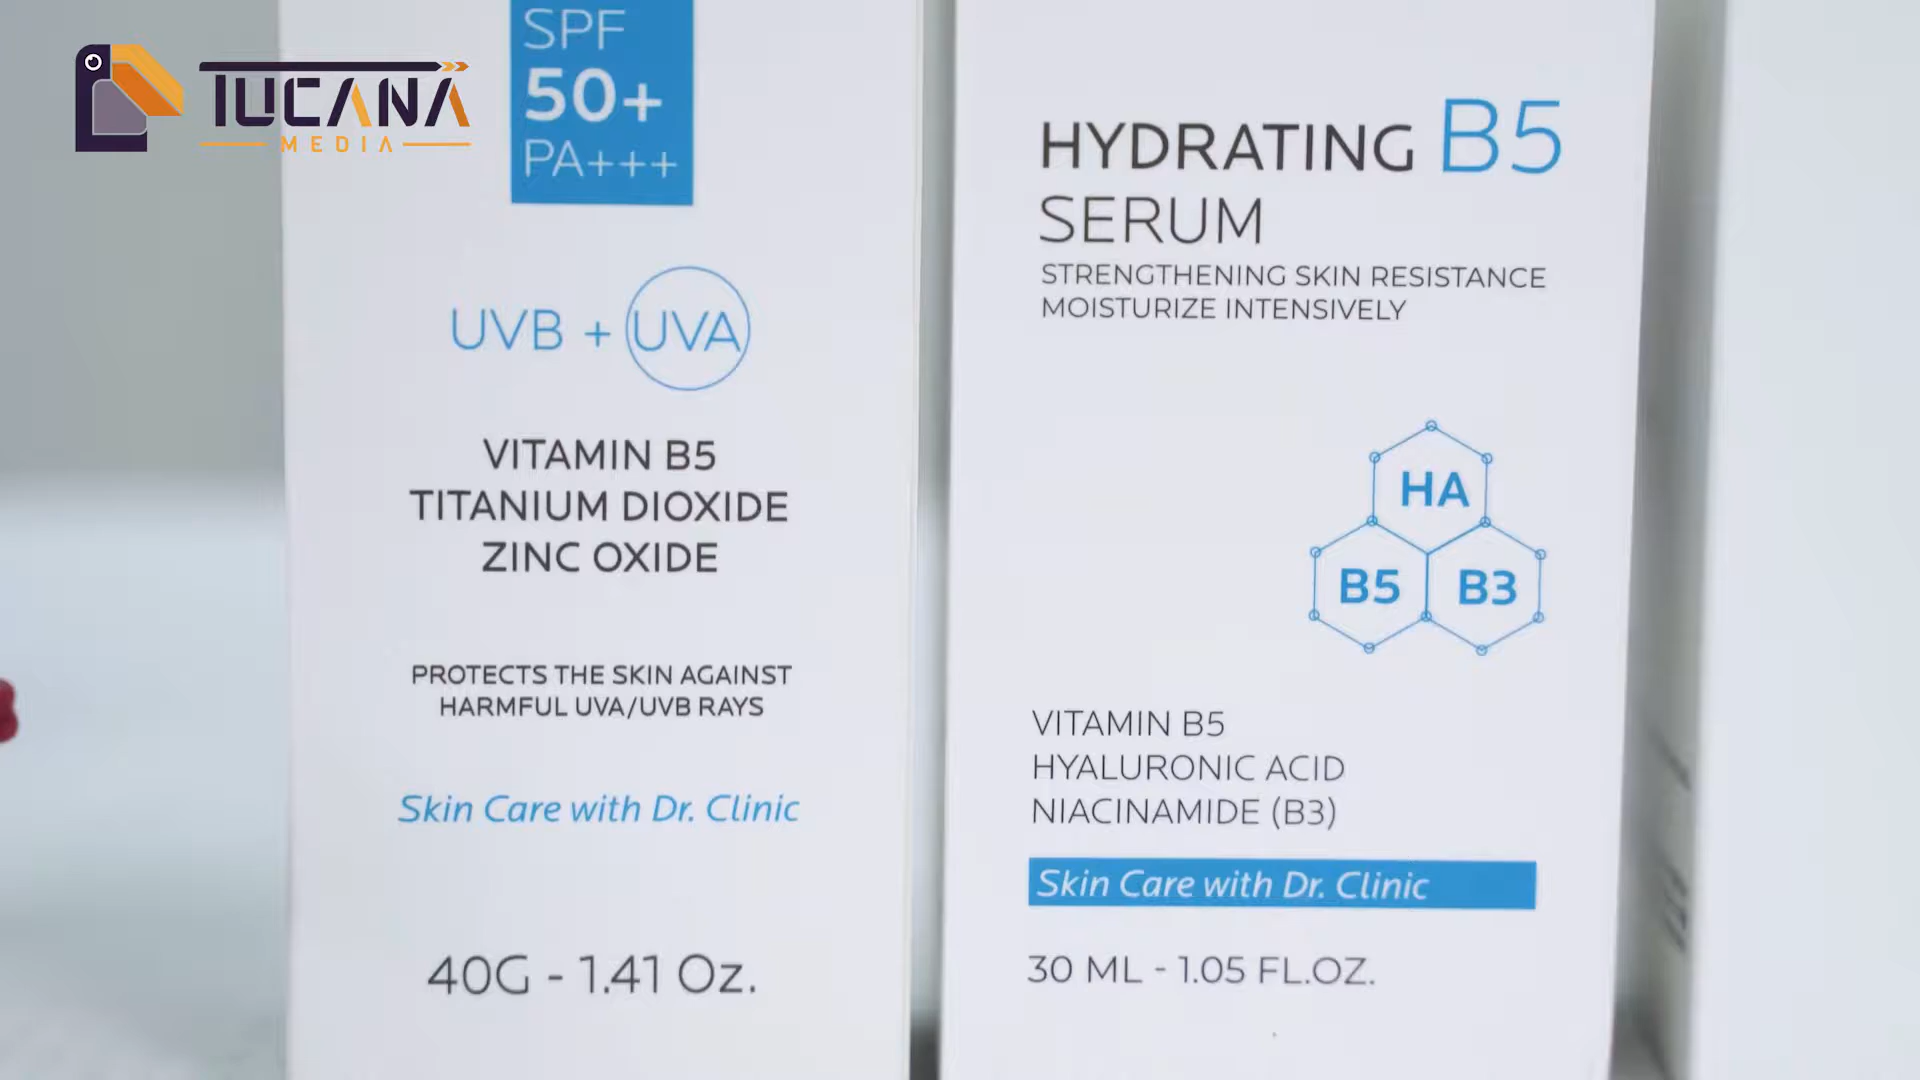 TUCANA
MEDIA
SPF
50+
PA+++
UVB + UVA
VITAMIN B5
TITANIUM DIOXIDE
ZINC OXIDE
PROTECTS THE SKIN AGAINST
HARMFUL UVA/UVB RAYS
Skin Care with Dr. Clinic
40G - 1.41 Oz.
HYDRATING B5
SERUM
STRENGTHENING SKIN RESISTANCE
MOISTURIZE INTENSIVELY
HA
B5 B3
VITAMIN B5
HYALURONIC ACID
NIACINAMIDE (B3)
Skin Care with Dr. Clinic
30 ML - 1.05 FL.OZ.